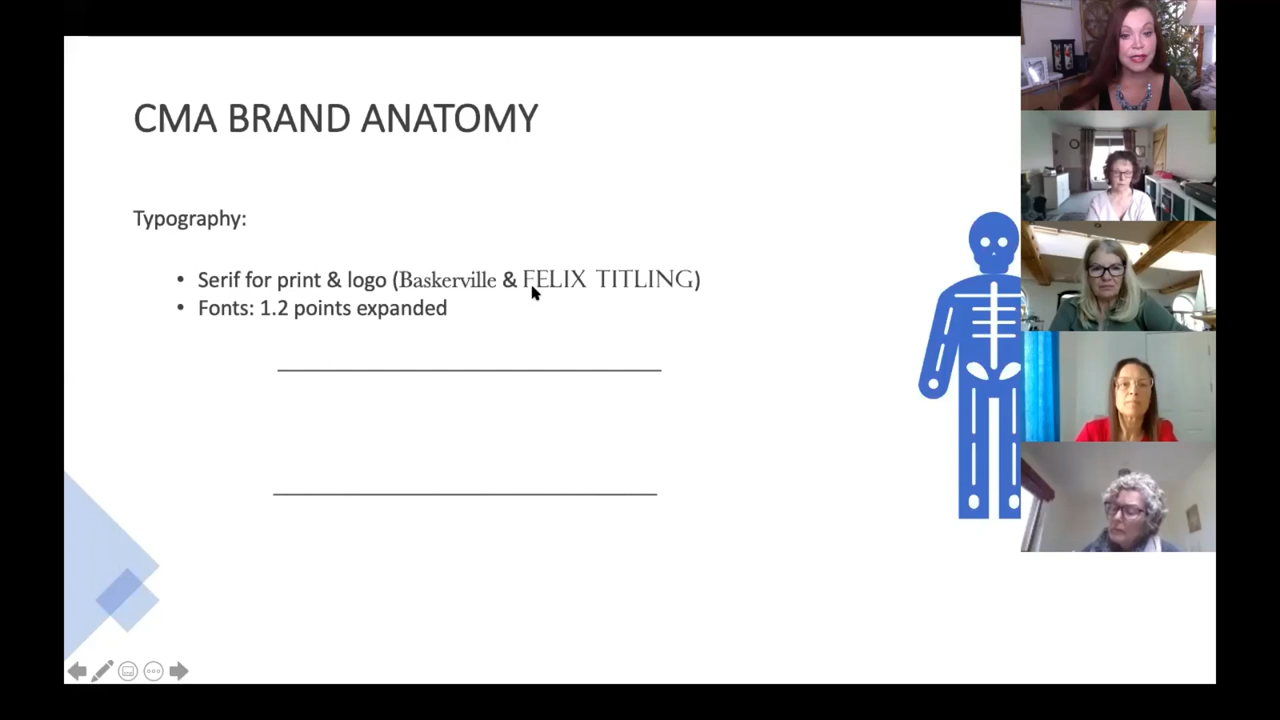 CMA BRAND ANATOMY
Typography:
• Serif for print & logo (Baskerville & FELIX TITLING)
• Fonts: 1.2 points expanded